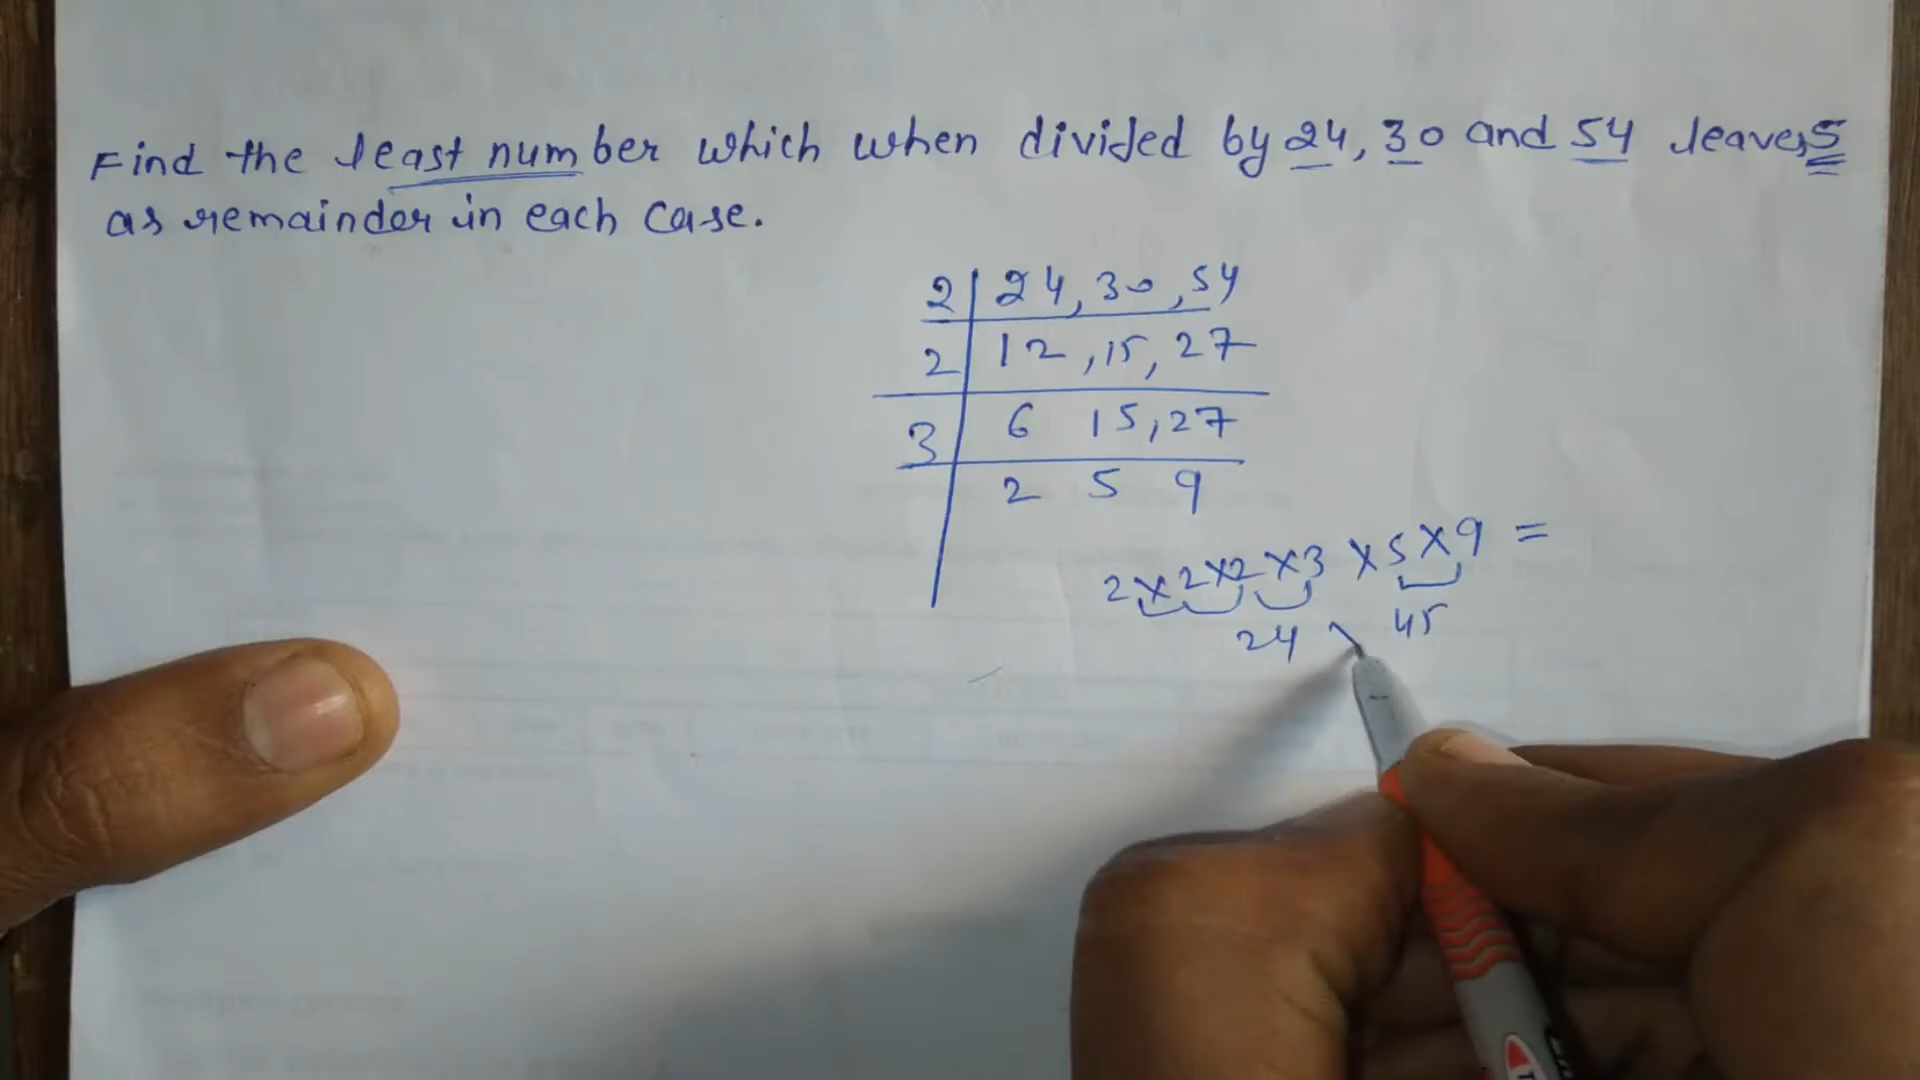 Find the least number which when divided by 24, 30 and 54 leaves 5
as remainder in each case.
2 | 24, 30, 54
2 | 12, 15, 27
3 | 6 15, 27
2 5 9
2 × 2 × 2 × 3 × 5 × 9 =
24 45